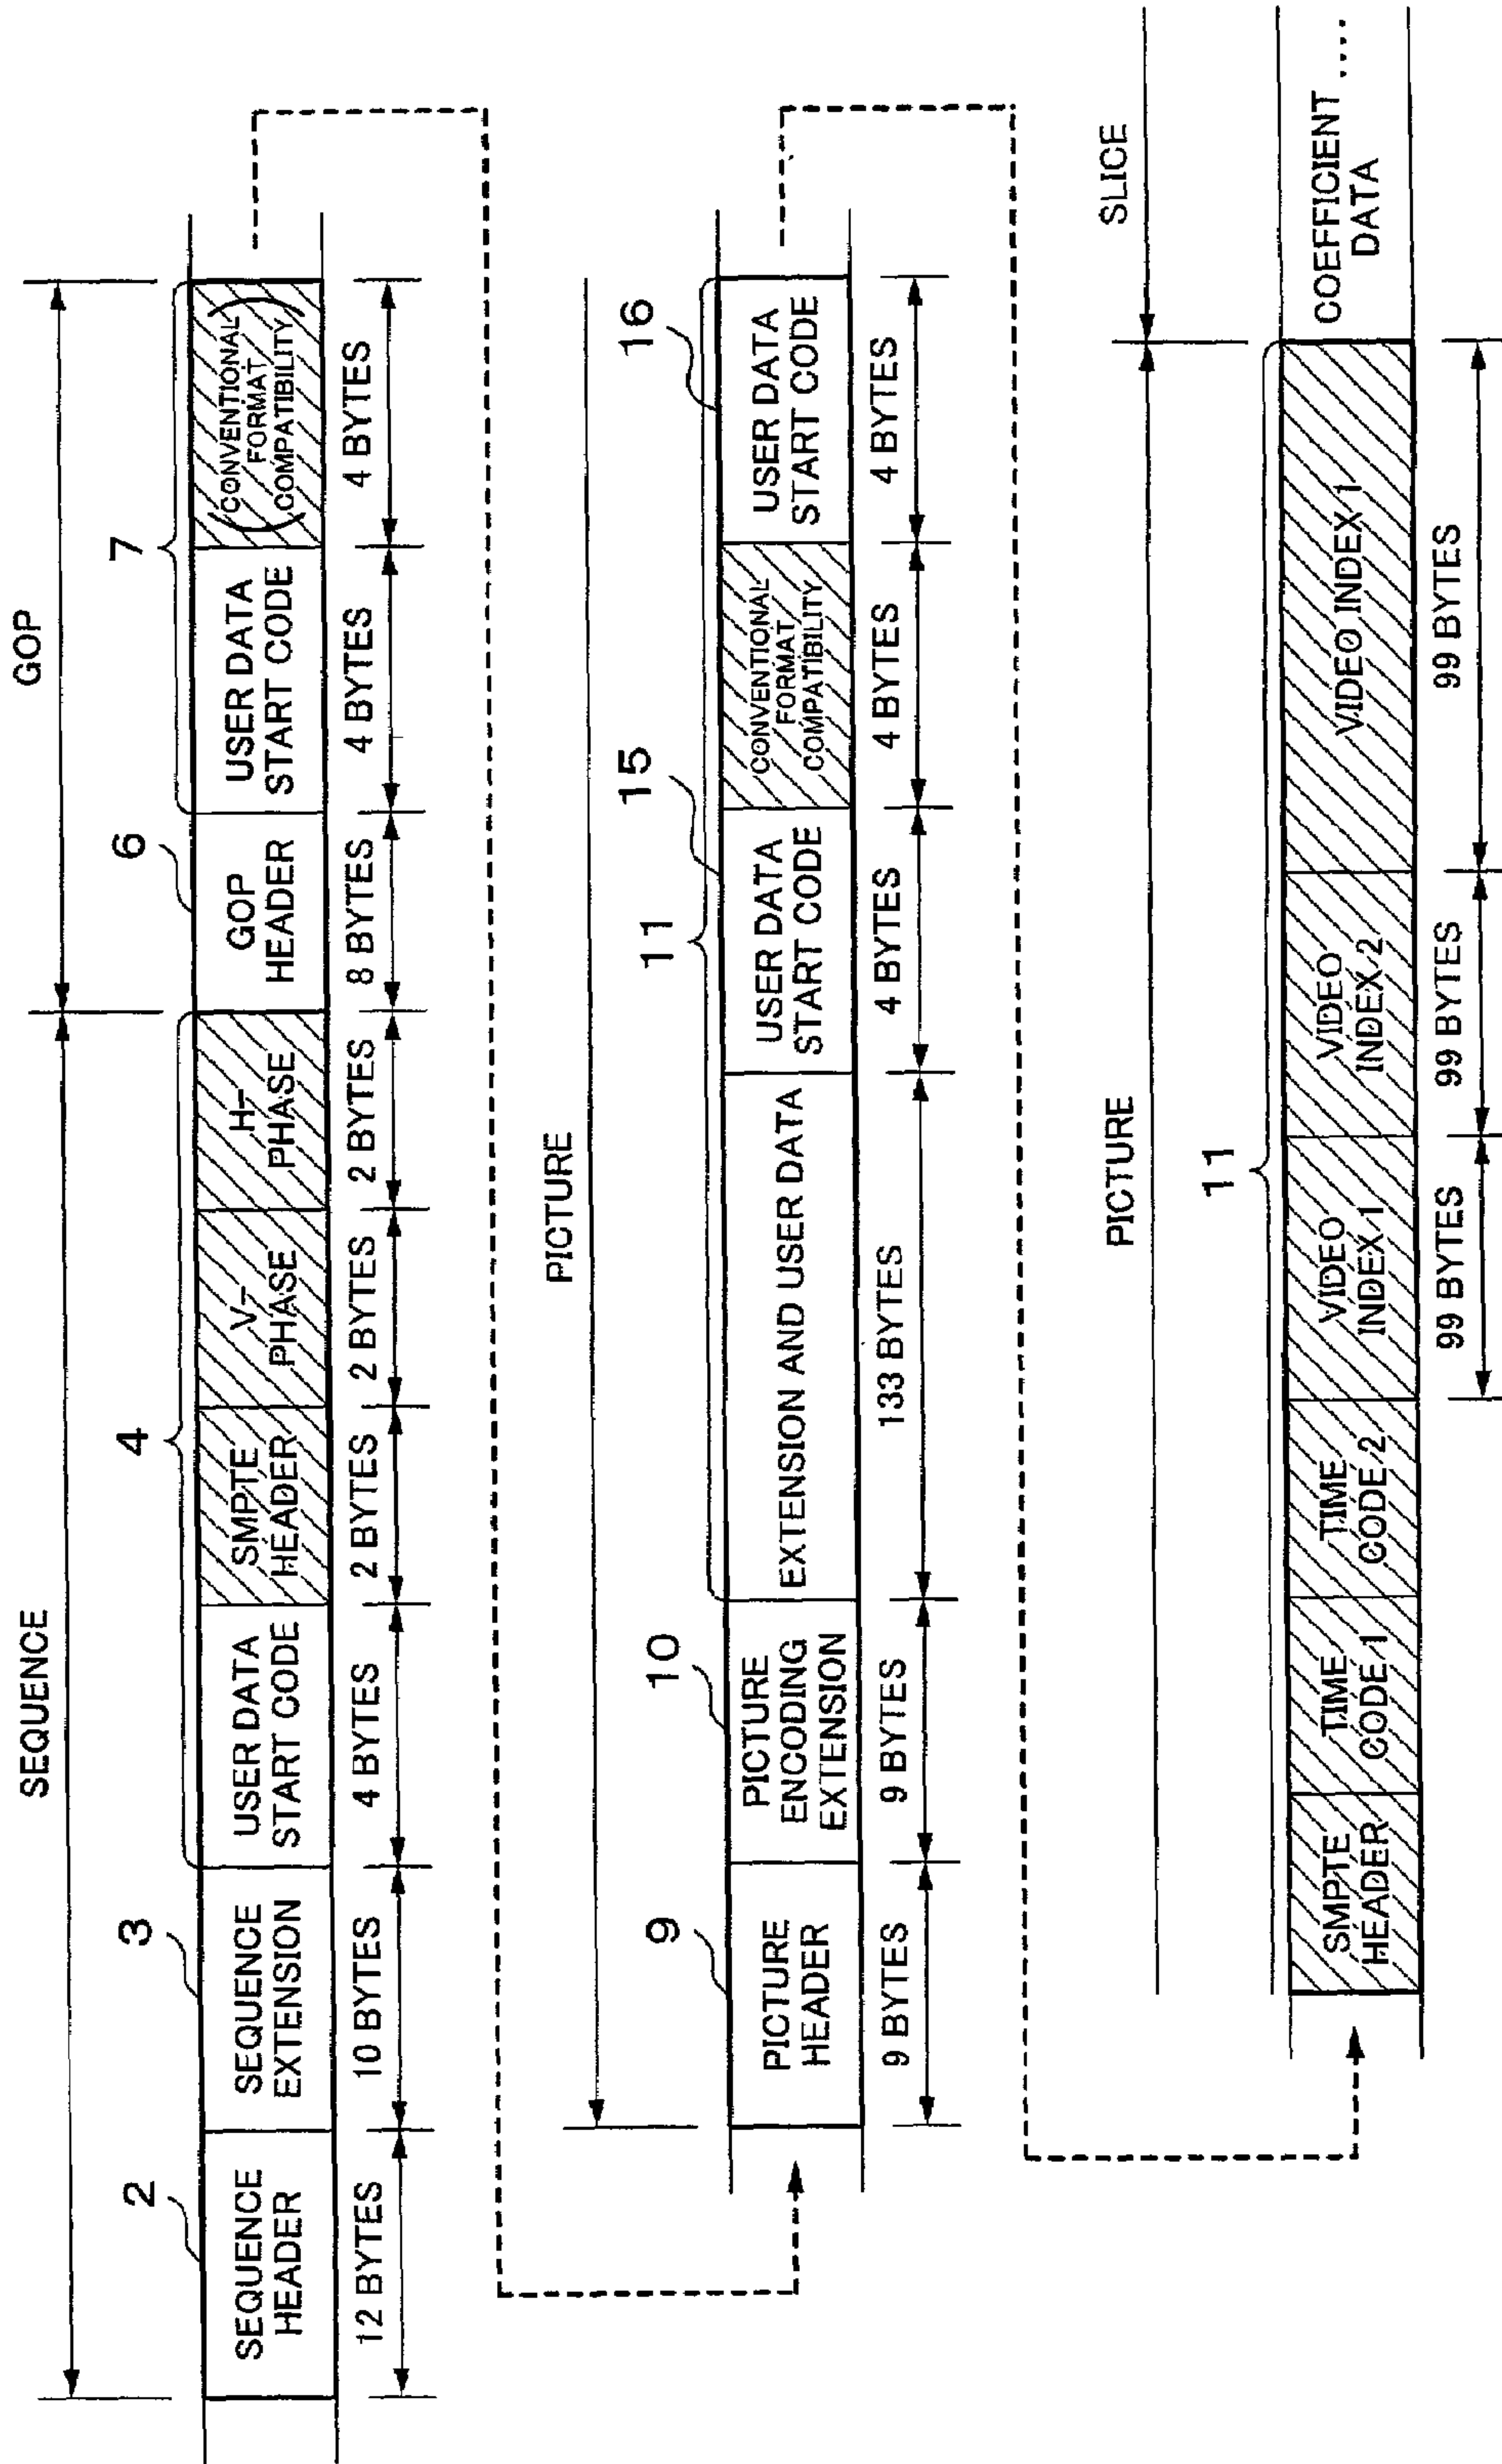 SEQUENCE
GOP
2
3
4
6
7
SEQUENCE
HEADER
SEQUENCE
EXTENSION
USER DATA
START CODE
SMPTE
HEADER
V-
PHASE
H-
PHASE
GOP
HEADER
USER DATA
START CODE
(CONVENTIONAL
FORMAT
COMPATIBILITY)
12 BYTES
10 BYTES
4 BYTES
2 BYTES
2 BYTES
2 BYTES
8 BYTES
4 BYTES
4 BYTES
PICTURE
9
10
11
15
16
PICTURE
HEADER
PICTURE
ENCODING
EXTENSION
EXTENSION AND USER DATA
USER DATA
START CODE
CONVENTIONAL
FORMAT
COMPATIBILITY
USER DATA
START CODE
9 BYTES
9 BYTES
133 BYTES
4 BYTES
4 BYTES
4 BYTES
PICTURE
SLICE
11
SMPTE
HEADER
TIME
CODE 1
TIME
CODE 2
VIDEO
INDEX 1
VIDEO
INDEX 2
VIDEO INDEX 1
COEFFICIENT
DATA ....
99 BYTES
99 BYTES
99 BYTES